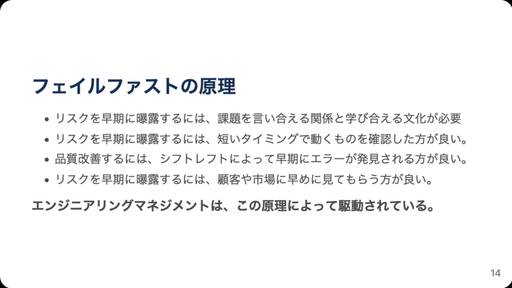 フェイルファストの原理
• リスクを早期に曝露するには、課題を言い合える関係と学び合える文化が必要
• リスクを早期に曝露するには、短いタイミングで動くものを確認した方が良い。
• 品質改善するには、シフトレフトによって早期にエラーが発見される方が良い。
• リスクを早期に曝露するには、顧客や市場に早めに見てもらう方が良い。
エンジニアリングマネジメントは、この原理によって駆動されている。
14